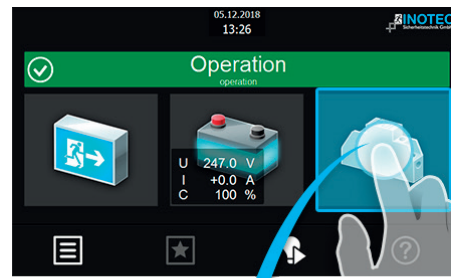 05.12.2018
13:26
INOTEC
Sicherheitstechnik GmbH
Operation
operation
U 247.0 V
I +0.0 A
C 100 %
?